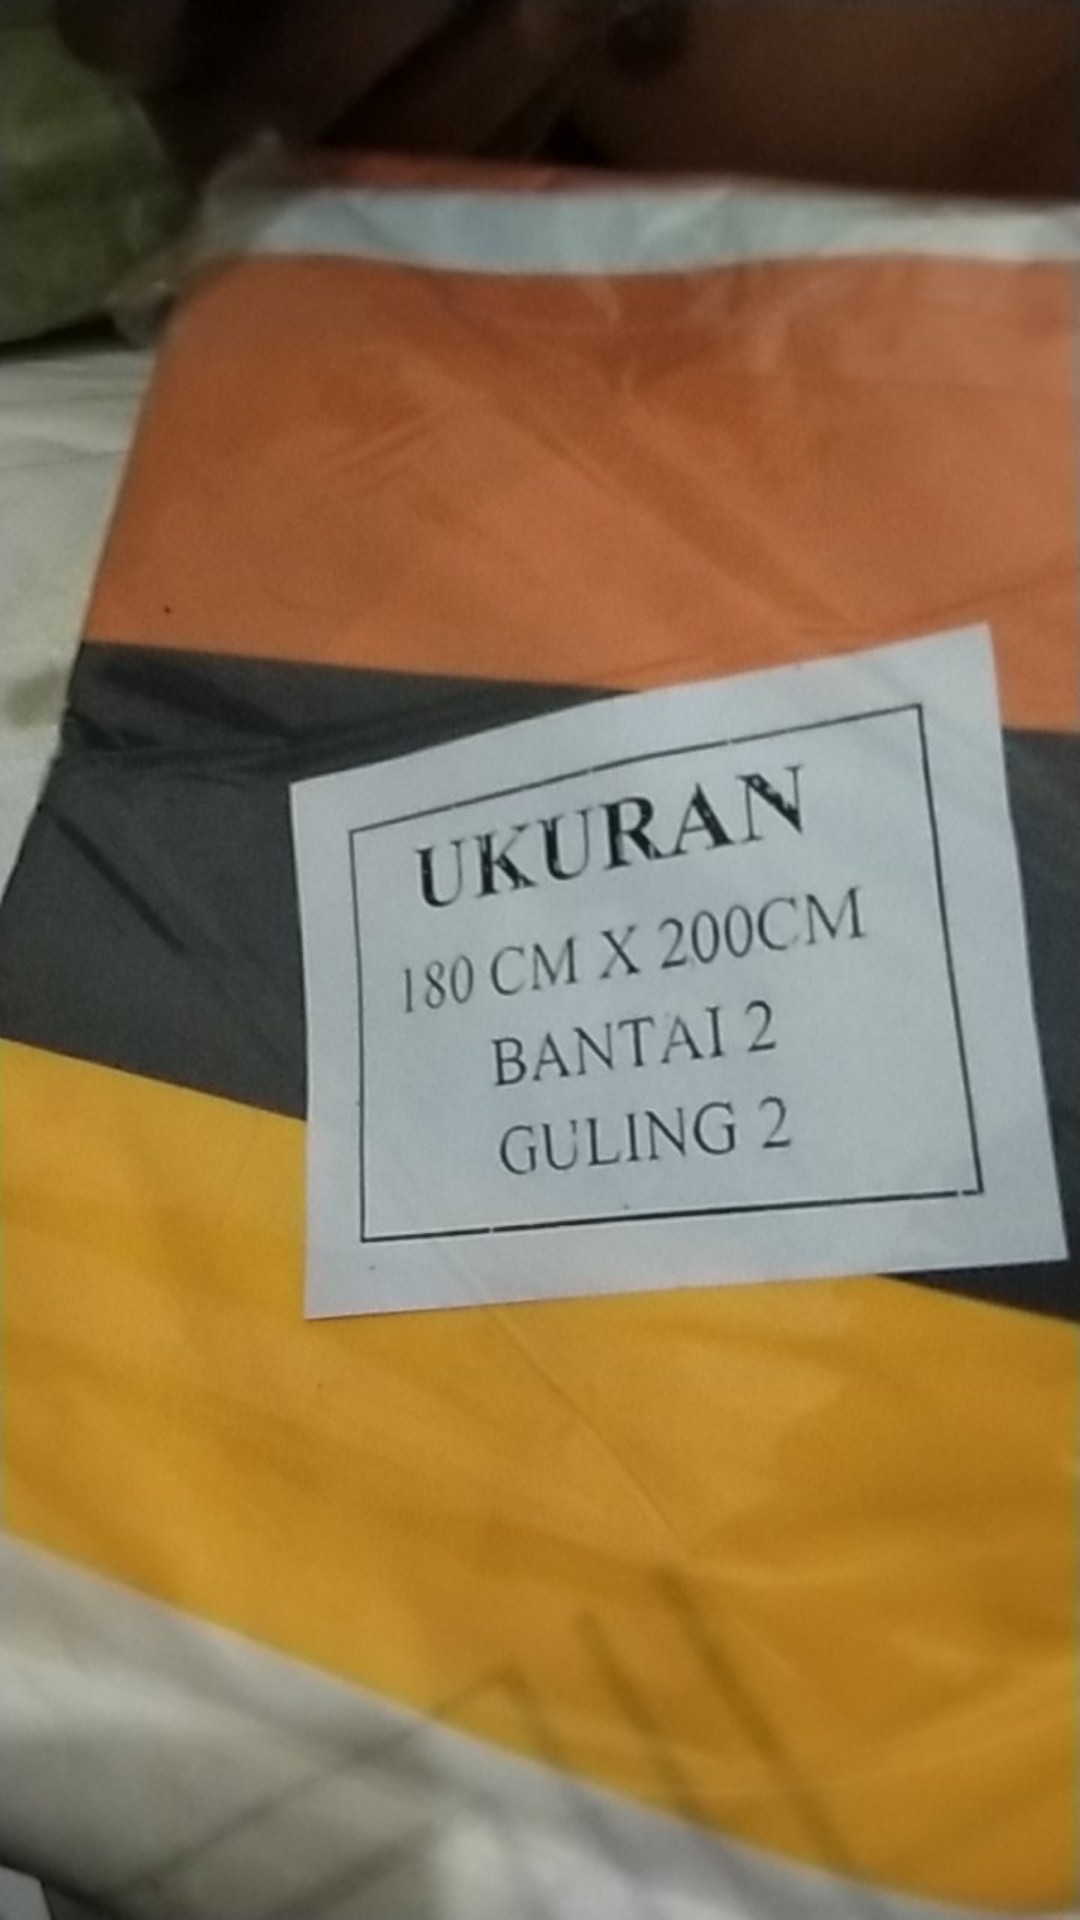 UKURAN
180 CM X 200CM
BANTAI 2
GULING 2